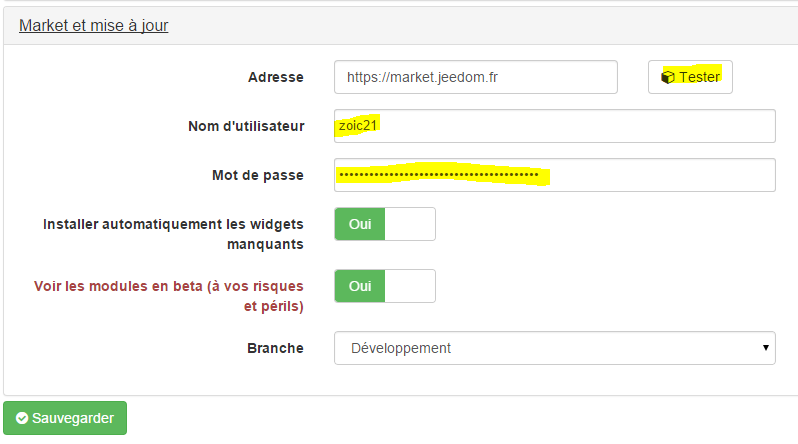 Market et mise à jour
Adresse https://market.jeedom.fr Tester
Nom d'utilisateur zoic21
Mot de passe ••••••••••••••••••••••••••••••••••••••••
Installer automatiquement les widgets
manquants
Oui
Voir les modules en beta (à vos risques
et périls)
Oui
Branche Développement
Sauvegarder